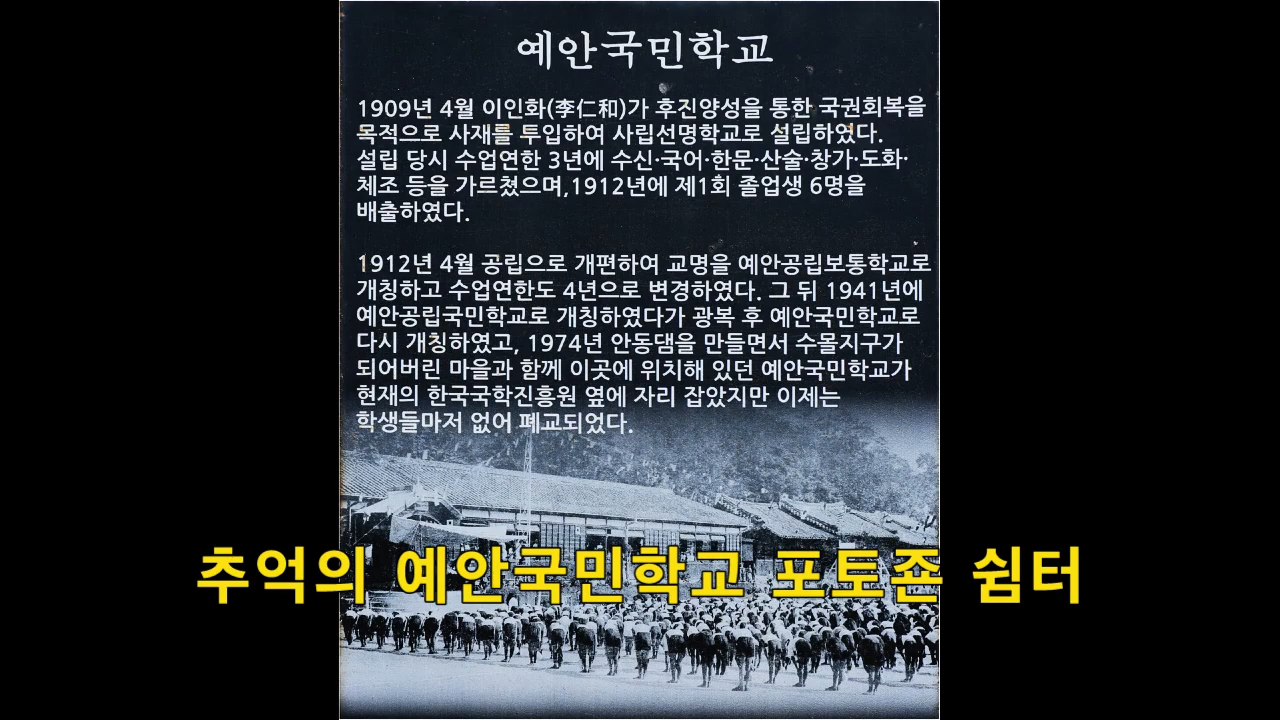 예안국민학교
1909년 4월 이인화(李仁和)가 후진양성을 통한 국권회복을
목적으로 사재를 투입하여 사립선명학교로 설립하였다.
설립 당시 수업연한 3년에 수신·국어·한문·산술·창가·도화·
체조 등을 가르쳤으며,1912년에 제1회 졸업생 6명을
배출하였다.
1912년 4월 공립으로 개편하여 교명을 예안공립보통학교로
개칭하고 수업연한도 4년으로 변경하였다. 그 뒤 1941년에
예안공립국민학교로 개칭하였다가 광복 후 예안국민학교로
다시 개칭하였고, 1974년 안동댐을 만들면서 수몰지구가
되어버린 마을과 함께 이곳에 위치해 있던 예안국민학교가
현재의 한국국학진흥원 옆에 자리 잡았지만 이제는
학생들마저 없어 폐교되었다.
추억의 예안국민학교 포토죤 쉼터